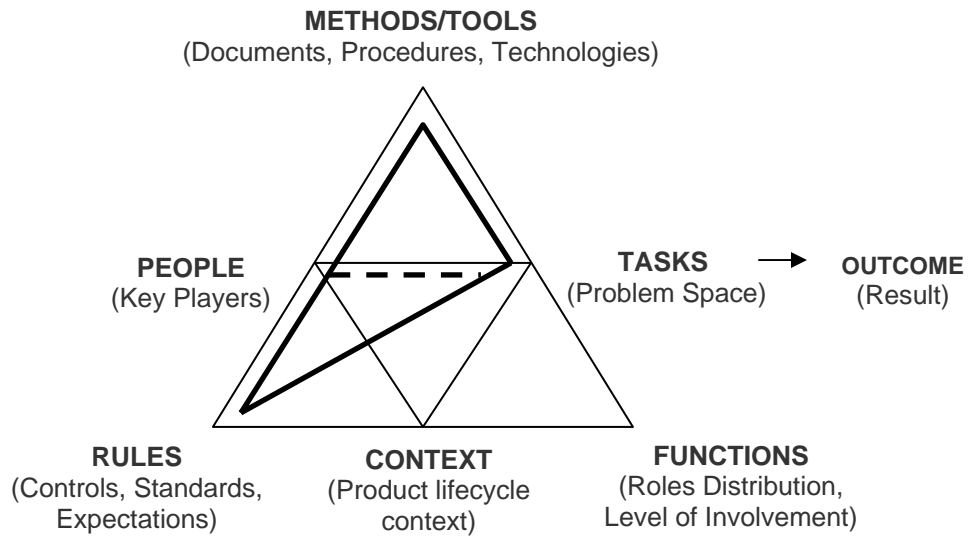 METHODS/TOOLS
(Documents, Procedures, Technologies)
PEOPLE
(Key Players)
TASKS
(Problem Space)
OUTCOME
(Result)
RULES
(Controls, Standards,
Expectations)
CONTEXT
(Product lifecycle
context)
FUNCTIONS
(Roles Distribution,
Level of Involvement)